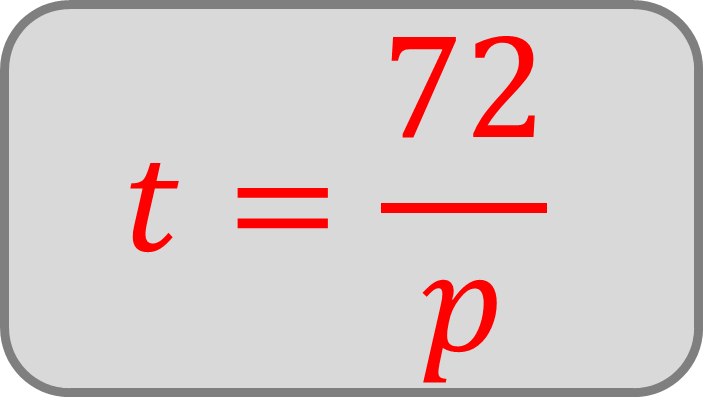 t = 72/p